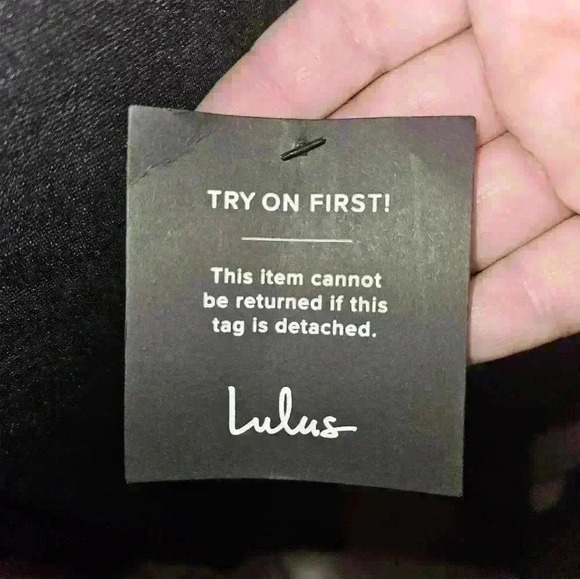 TRY ON FIRST!
This item cannot
be returned if this
tag is detached.
Lulus